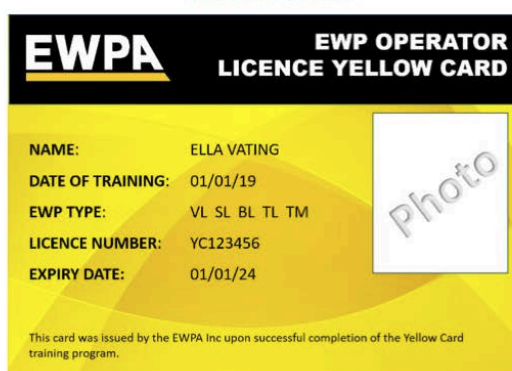 EWPA
EWP OPERATOR
LICENCE YELLOW CARD
NAME: ELLA VATING
DATE OF TRAINING: 01/01/19
EWP TYPE: VL SL BL TL TM
LICENCE NUMBER: YC123456
EXPIRY DATE: 01/01/24
Photo
This card was issued by the EWPA Inc upon successful completion of the Yellow Card
training program.